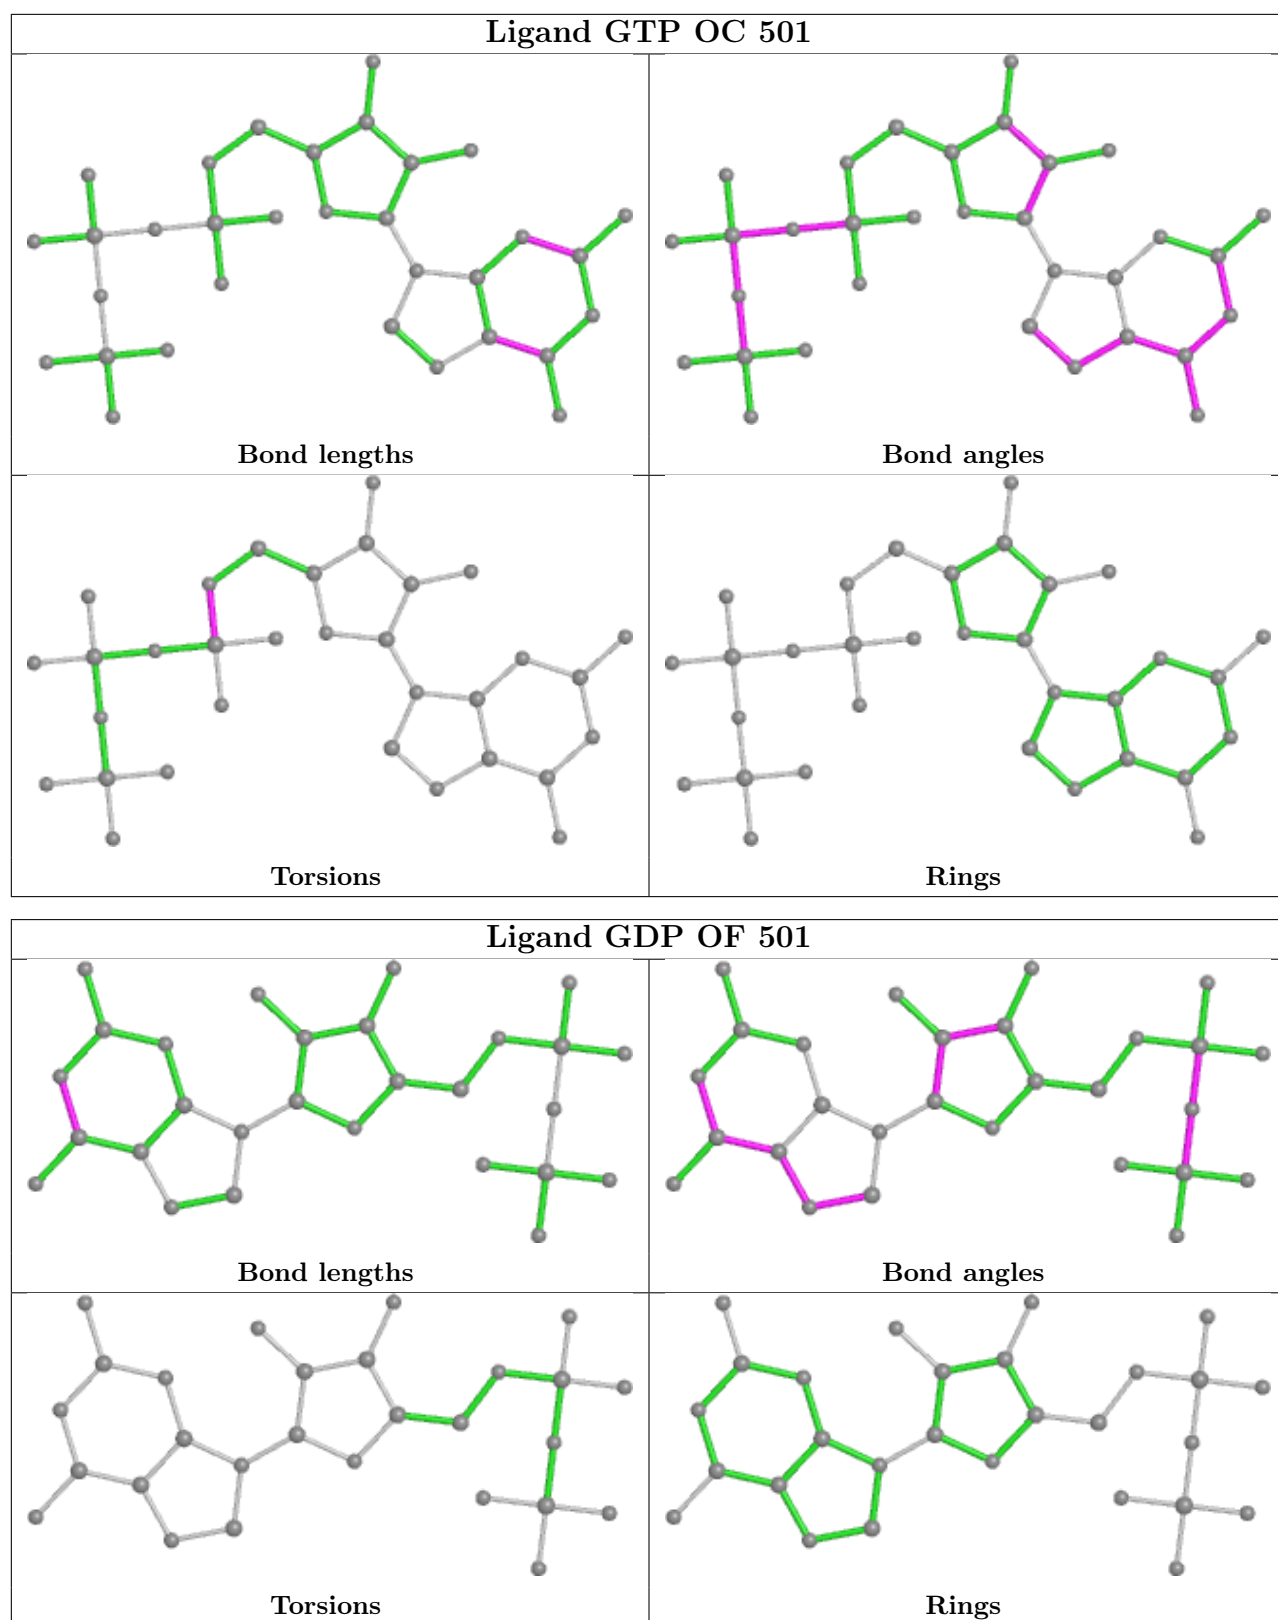 Ligand GTP OC 501
Bond lengths
Bond angles
Torsions
Rings
Ligand GDP OF 501
Bond lengths
Bond angles
Torsions
Rings